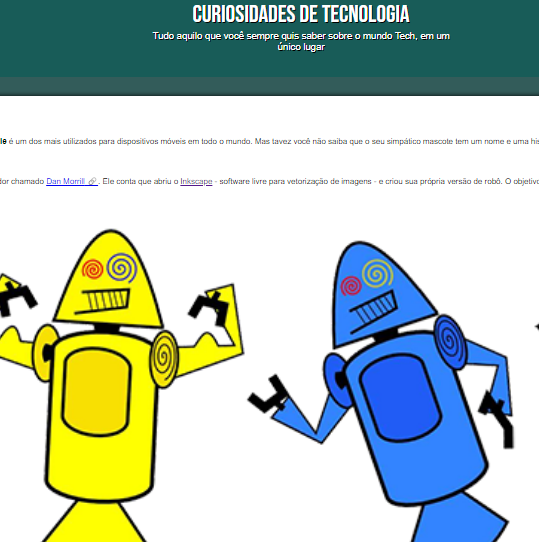 CURIOSIDADES DE TECNOLOGIA
Tudo aquilo que você sempre quis saber sobre o mundo Tech, em um
único lugar
le é um dos mais utilizados para dispositivos móveis em todo o mundo. Mas tavez você não saiba que o seu simpático mascote tem um nome e uma his
dor chamado Dan Morrill 🔗. Ele conta que abriu o Inkscape - software livre para vetorização de imagens - e criou sua própria versão de robô. O objetivo